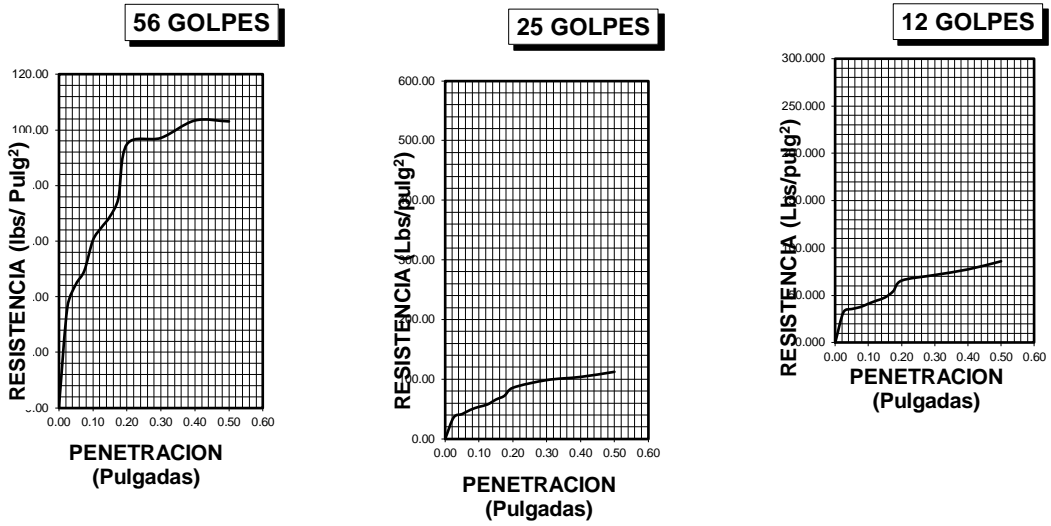 56 GOLPES
RESISTENCIA (lbs/ Pulg²)
120.00
0.00 0.10 0.20 0.30 0.40 0.50 0.60
PENETRACION
(Pulgadas)
25 GOLPES
RESISTENCIA (Lbs/pulg²)
600.00
500.00
0.00
0.00 0.10 0.20 0.30 0.40 0.50 0.60
PENETRACION
(Pulgadas)
12 GOLPES
RESISTENCIA (Lbs/pulg²)
300.000
250.000
0.00 0.10 0.20 0.30 0.40 0.50 0.60
PENETRACION
(Pulgadas)